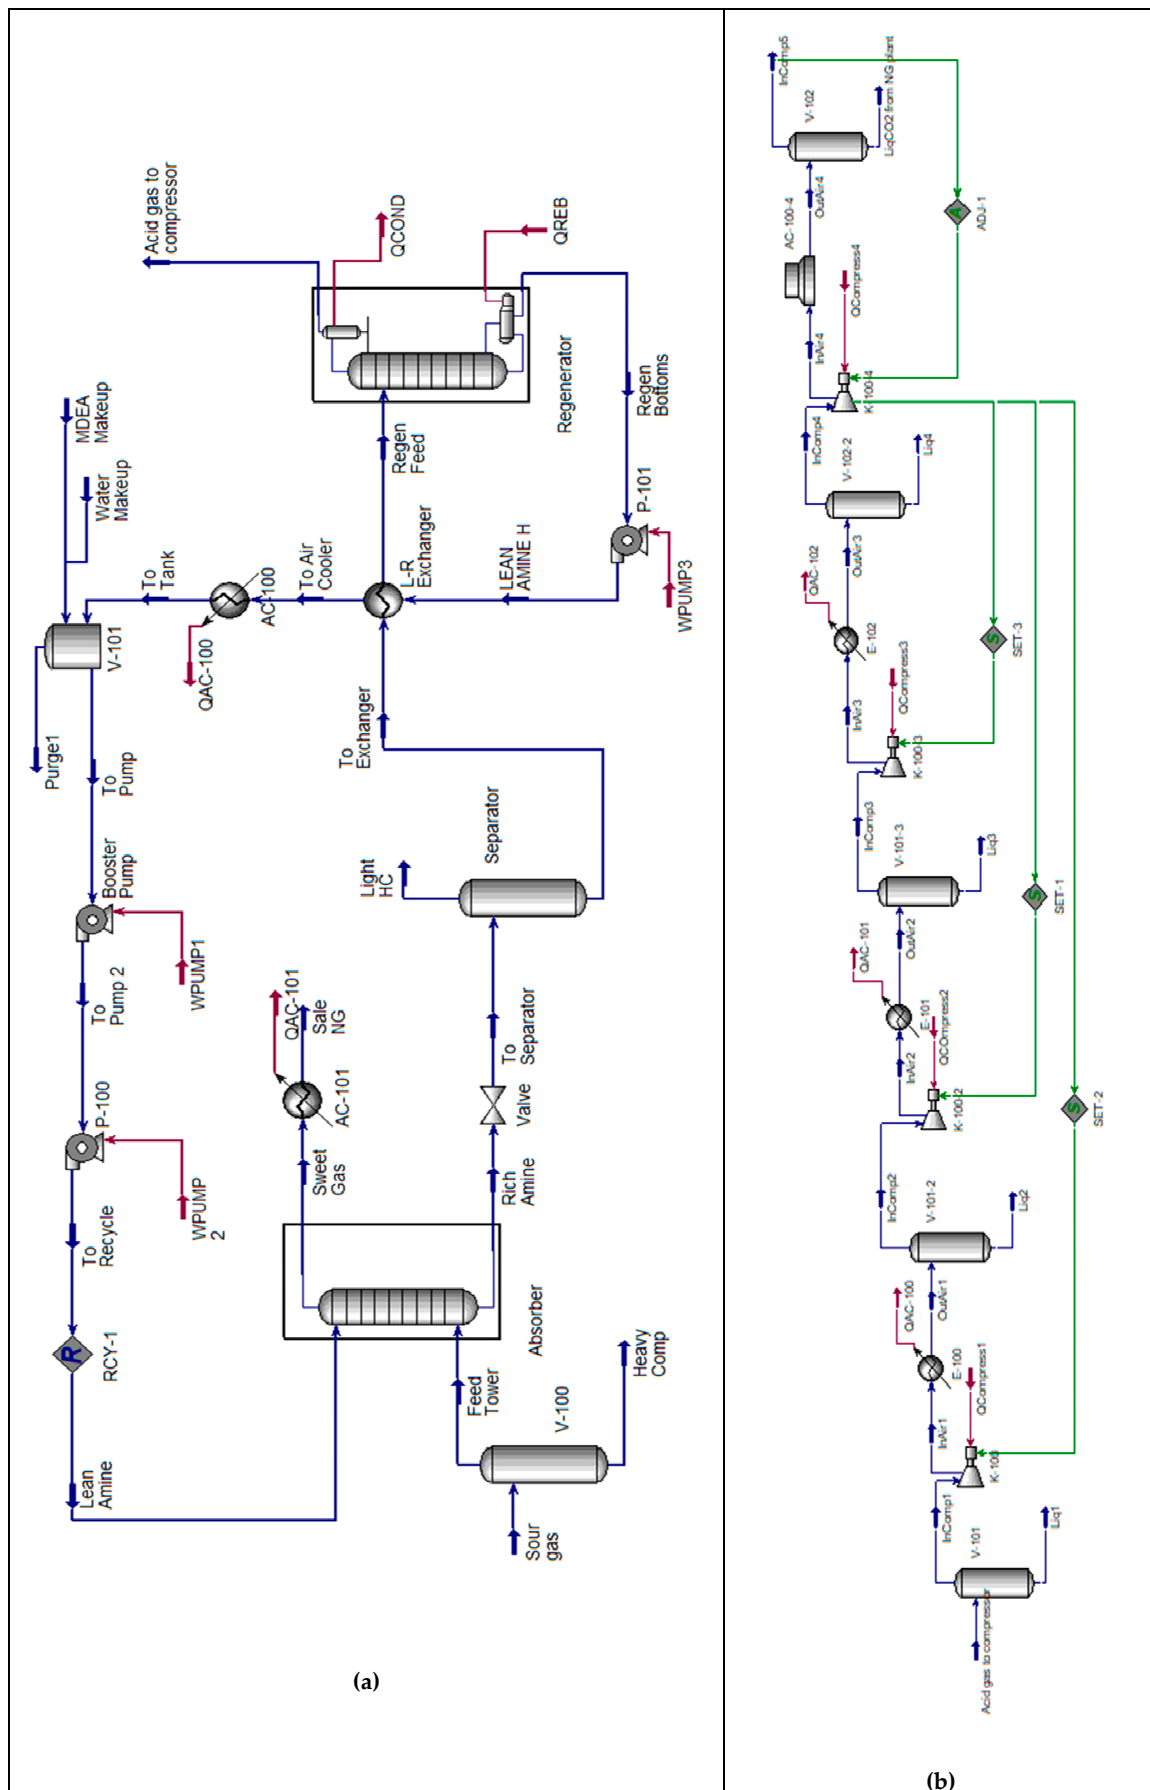 Sour
gas
V-100
Heavy
Comp
Feed
Tower
Absorber
Lean
Amine
RCY-1
To
Recycle
P-100
WPUMP
2
To
Pump 2
Booster
Pump
WPUMP1
To
Pump
Purge1
V-101
MDEA
Makeup
Water
Makeup
To
Tank
AC-100
QAC-100
To Air
Cooler
L-R
Exchanger
LEAN
AMINE H
P-101
WPUMP3
Regen
Bottoms
Regen
Feed
Regenerator
QREB
QCOND
Acid gas to
compressor
Sweet
Gas
AC-101
QAC-101
Sale
NG
Rich
Amine
Valve
To
Separator
Separator
Light
HC
To
Exchanger
(a)
Acid gas to compressor
V-101
Liq1
InComp1
K-100
QCompress1
InAir1
E-100
QAC-100
OutAir1
V-101-2
Liq2
InComp2
K-100-2
QCOmpress2
InAir2
E-101
QAC-101
OutAir2
V-101-3
Liq3
InComp3
K-100-3
QCompress3
InAir3
E-102
QAC-102
OutAir3
V-102-2
Liq4
InComp4
K-100-4
QCompress4
InAir4
AC-100-4
OutAir4
V-102
LiqCO2 from NG plant
InComp5
A
ADJ-1
S
SET-3
S
SET-1
S
SET-2
R
(b)